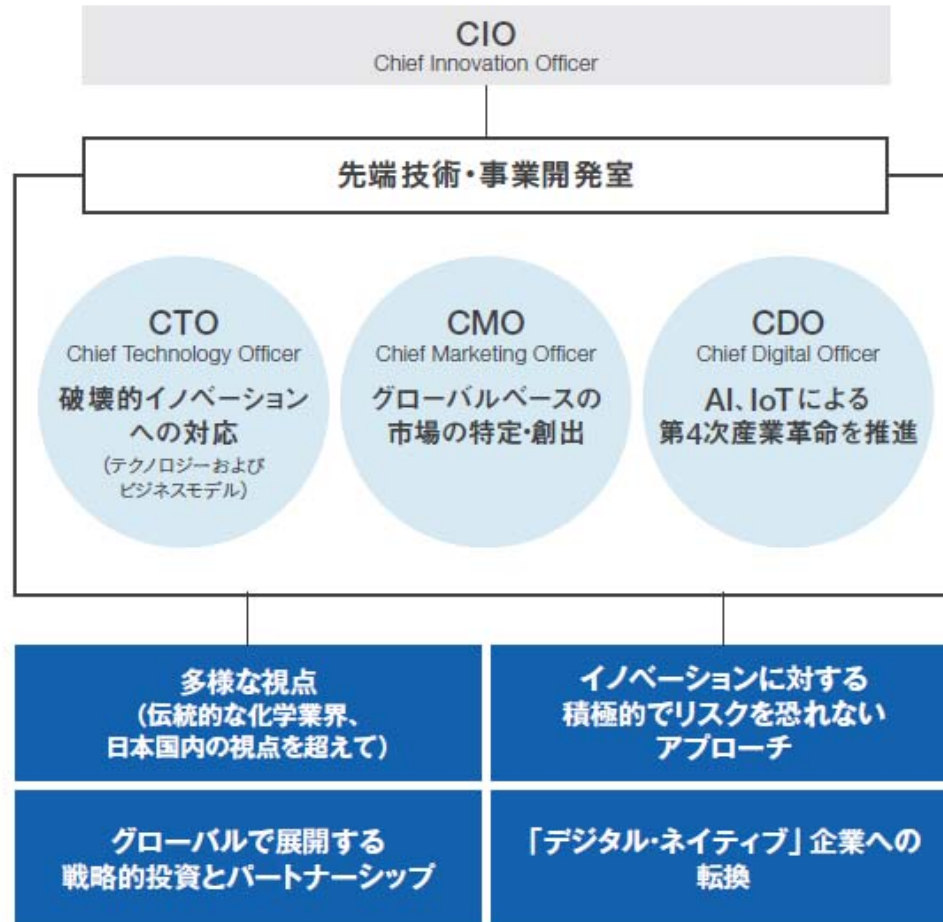 CIO
Chief Innovation Officer
先端技術・事業開発室
CTO
Chief Technology Officer
破壊的イノベーション
への対応
(テクノロジーおよび
ビジネスモデル)
CMO
Chief Marketing Officer
グローバルベースの
市場の特定・創出
CDO
Chief Digital Officer
AI、IoTによる
第4次産業革命を推進
多様な視点
(伝統的な化学業界、
日本国内の視点を超えて)
イノベーションに対する
積極的でリスクを恐れない
アプローチ
グローバルで展開する
戦略的投資とパートナーシップ
「デジタル・ネイティブ」企業への
転換